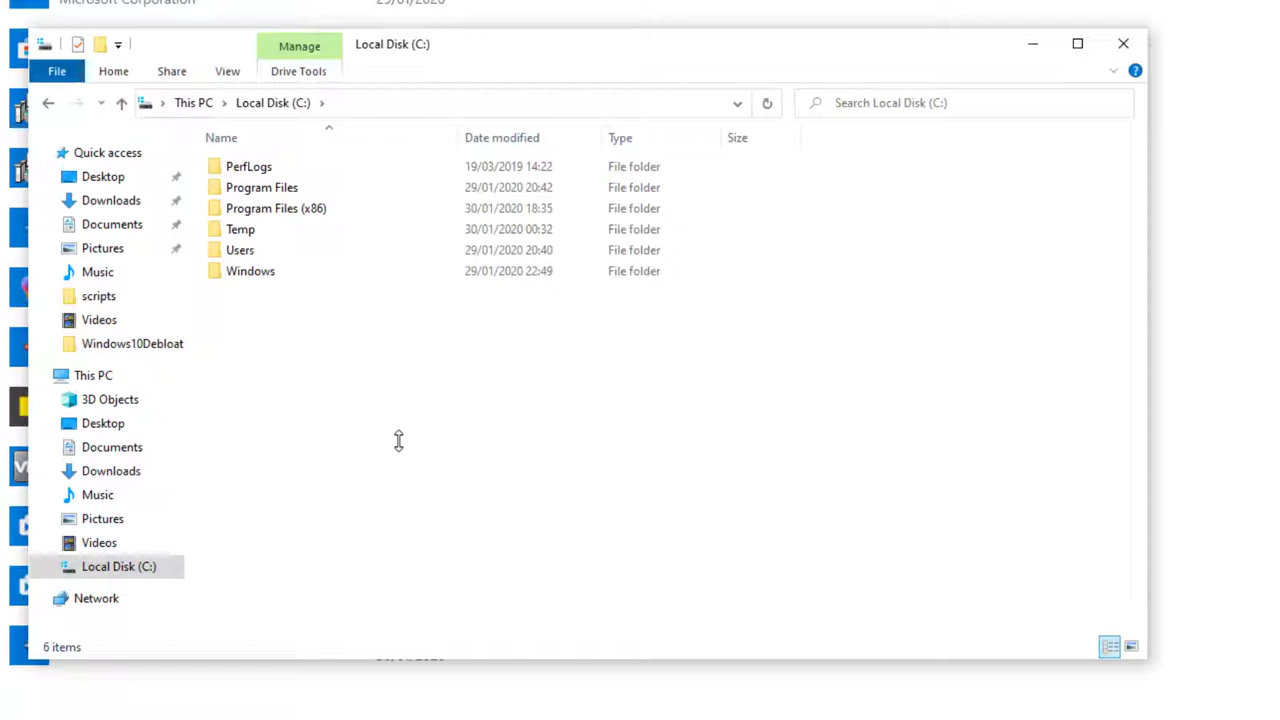 Microsoft Corporation 29/01/2020
Manage Local Disk (C:)
File Home Share View Drive Tools
This PC Local Disk (C:) Search Local Disk (C:)
Name Date modified Type Size
PerfLogs 19/03/2019 14:22 File folder
Program Files 29/01/2020 20:42 File folder
Program Files (x86) 30/01/2020 18:35 File folder
Temp 30/01/2020 00:32 File folder
Users 29/01/2020 20:40 File folder
Windows 29/01/2020 22:49 File folder
Quick access
Desktop
Downloads
Documents
Pictures
Music
scripts
Videos
Windows10Debloat
This PC
3D Objects
Desktop
Documents
Downloads
Music
Pictures
Videos
Local Disk (C:)
Network
6 items